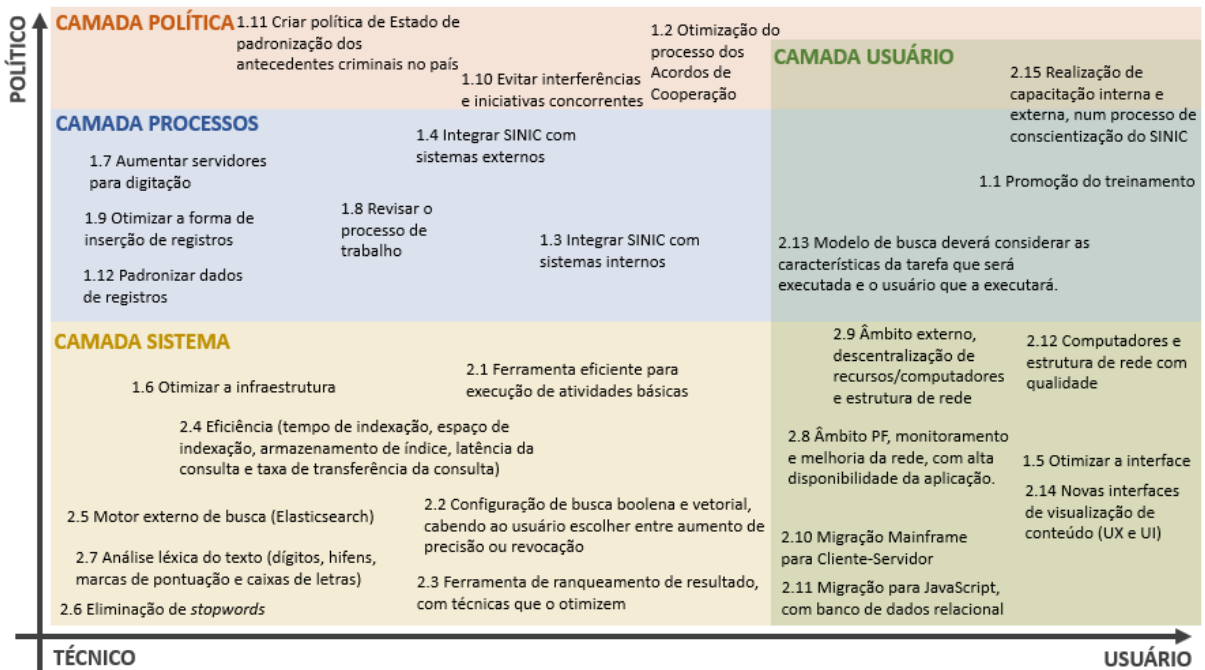 POLÍTICO
CAMADA POLÍTICA
1.11 Criar política de Estado de
padronização dos
antecedentes criminais no país
1.10 Evitar interferências
e iniciativas concorrentes
1.2 Otimização do
processo dos
Acordos de
Cooperação
CAMADA USUÁRIO
2.15 Realização de
capacitação interna e
externa, num processo de
conscientização do SINIC
1.1 Promoção do treinamento
2.13 Modelo de busca deverá considerar as
características da tarefa que será
executada e o usuário que a executará.
CAMADA PROCESSOS
1.4 Integrar SINIC com
sistemas externos
1.7 Aumentar servidores
para digitação
1.9 Otimizar a forma de
inserção de registros
1.8 Revisar o
processo de
trabalho
1.3 Integrar SINIC com
sistemas internos
1.12 Padronizar dados
de registros
CAMADA SISTEMA
1.6 Otimizar a infraestrutura
2.1 Ferramenta eficiente para
execução de atividades básicas
2.4 Eficiência (tempo de indexação, espaço de
indexação, armazenamento de índice, latência da
consulta e taxa de transferência da consulta)
2.5 Motor externo de busca (Elasticsearch)
2.2 Configuração de busca boolena e vetorial,
cabendo ao usuário escolher entre aumento de
precisão ou revocação
2.7 Análise léxica do texto (dígitos, hifens,
marcas de pontuação e caixas de letras)
2.3 Ferramenta de ranqueamento de resultado,
com técnicas que o otimizem
2.6 Eliminação de stopwords
2.9 Âmbito externo,
descentralização de
recursos/computadores
e estrutura de rede
2.12 Computadores e
estrutura de rede com
qualidade
2.8 Âmbito PF, monitoramento
e melhoria da rede, com alta
disponibilidade da aplicação.
1.5 Otimizar a interface
2.14 Novas interfaces
de visualização de
conteúdo (UX e UI)
2.10 Migração Mainframe
para Cliente-Servidor
2.11 Migração para JavaScript,
com banco de dados relacional
TÉCNICO
USUÁRIO